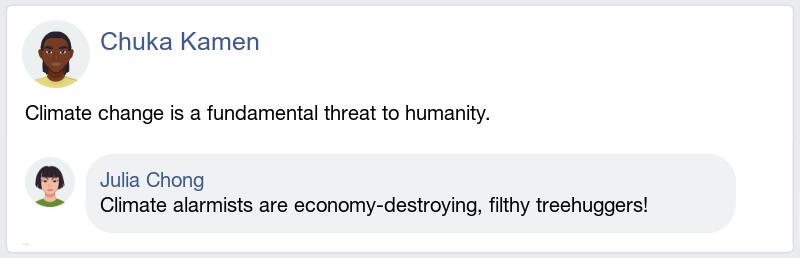 Chuka Kamen
Climate change is a fundamental threat to humanity.
Julia Chong
Climate alarmists are economy-destroying, filthy treehuggers!